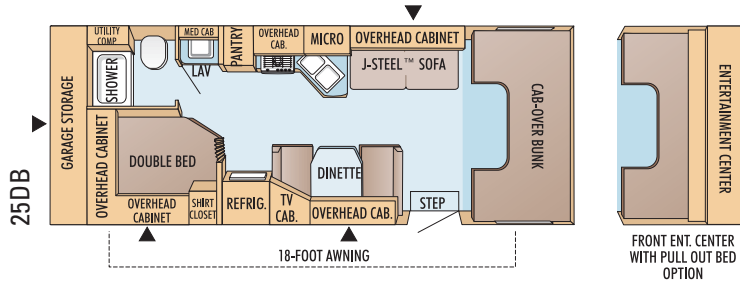 25DB
GARAGE STORAGE
UTILITY
COMP
SHOWER
MED CAB
LAV
PANTRY
OVERHEAD
CAB.
MICRO
OVERHEAD CABINET
J-STEEL™ SOFA
CAB-OVER BUNK
OVERHEAD CABINET
DOUBLE BED
OVERHEAD
CABINET
SHIRT
CLOSET
REFRIG.
TV
CAB.
DINETTE
OVERHEAD CAB.
STEP
18-FOOT AWNING
ENTERTAINMENT CENTER
FRONT ENT. CENTER
WITH PULL OUT BED
OPTION